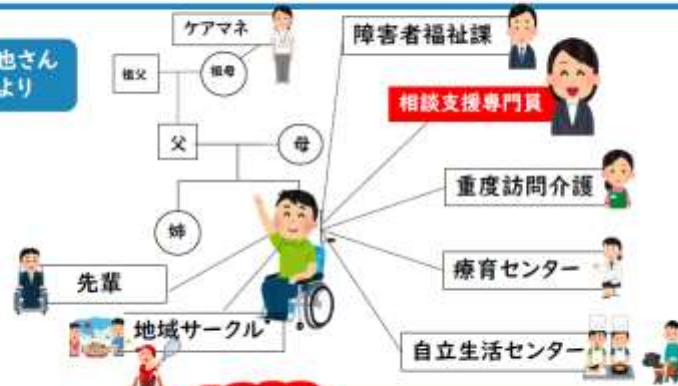 ケアマネ
障害者福祉課
也さん
より
祖父
祖母
相談支援専門員
父
母
重度訪問介護
姉
先輩
療育センター
地域サークル
自立生活センター